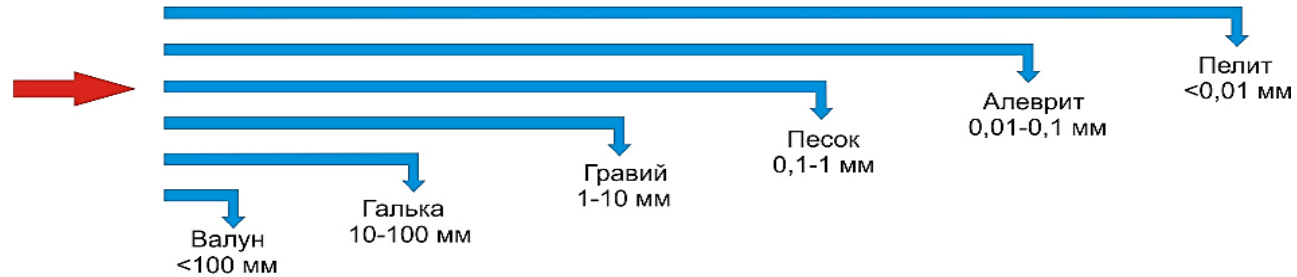 Пелит
<0,01 мм
Алеврит
0,01-0,1 мм
Песок
0,1-1 мм
Гравий
1-10 мм
Галька
10-100 мм
Валун
<100 мм